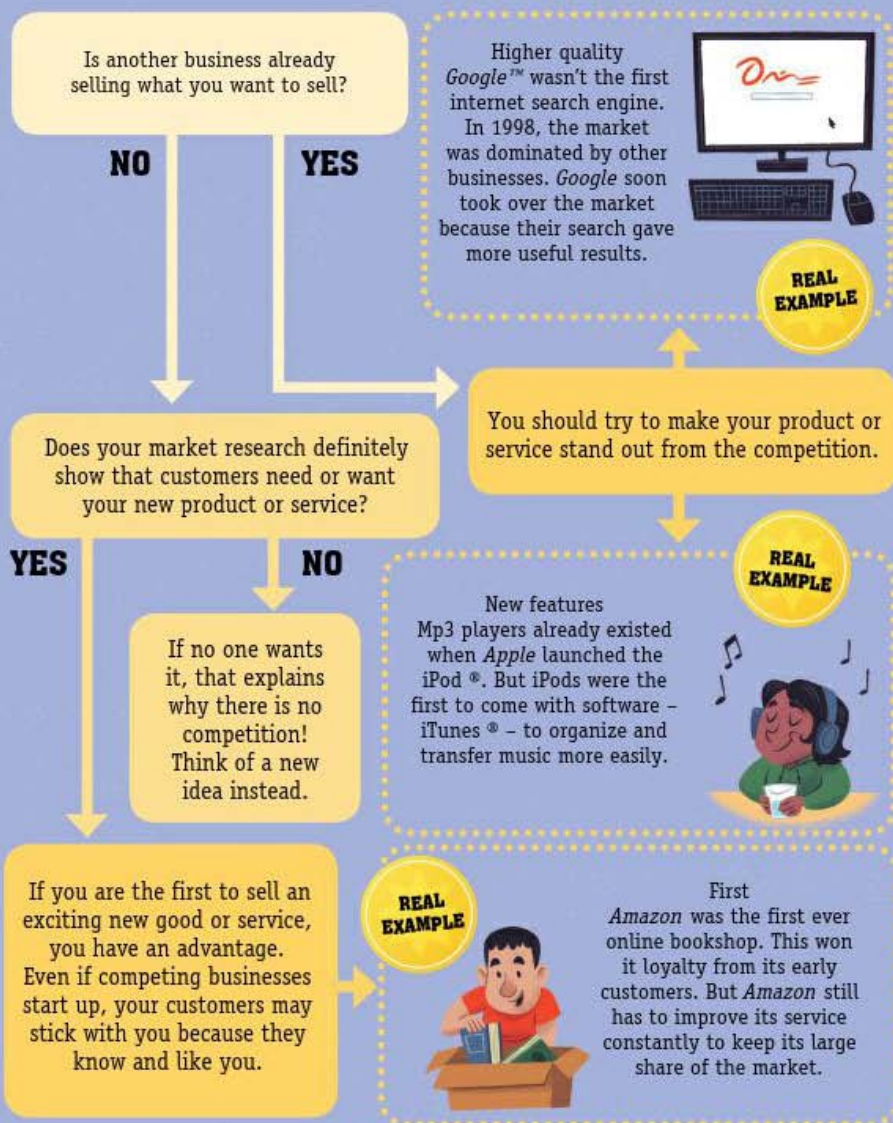 Is another business already
selling what you want to sell?
NO
YES
Higher quality
Google™ wasn't the first
internet search engine.
In 1998, the market
was dominated by other
businesses. Google soon
took over the market
because their search gave
more useful results.
REAL
EXAMPLE
You should try to make your product or
service stand out from the competition.
Does your market research definitely
show that customers need or want
your new product or service?
YES
NO
REAL
EXAMPLE
New features
Mp3 players already existed
when Apple launched the
iPod ®. But iPods were the
first to come with software –
iTunes ® – to organize and
transfer music more easily.
If no one wants
it, that explains
why there is no
competition!
Think of a new
idea instead.
If you are the first to sell an
exciting new good or service,
you have an advantage.
Even if competing businesses
start up, your customers may
stick with you because they
know and like you.
REAL
EXAMPLE
First
Amazon was the first ever
online bookshop. This won
it loyalty from its early
customers. But Amazon still
has to improve its service
constantly to keep its large
share of the market.